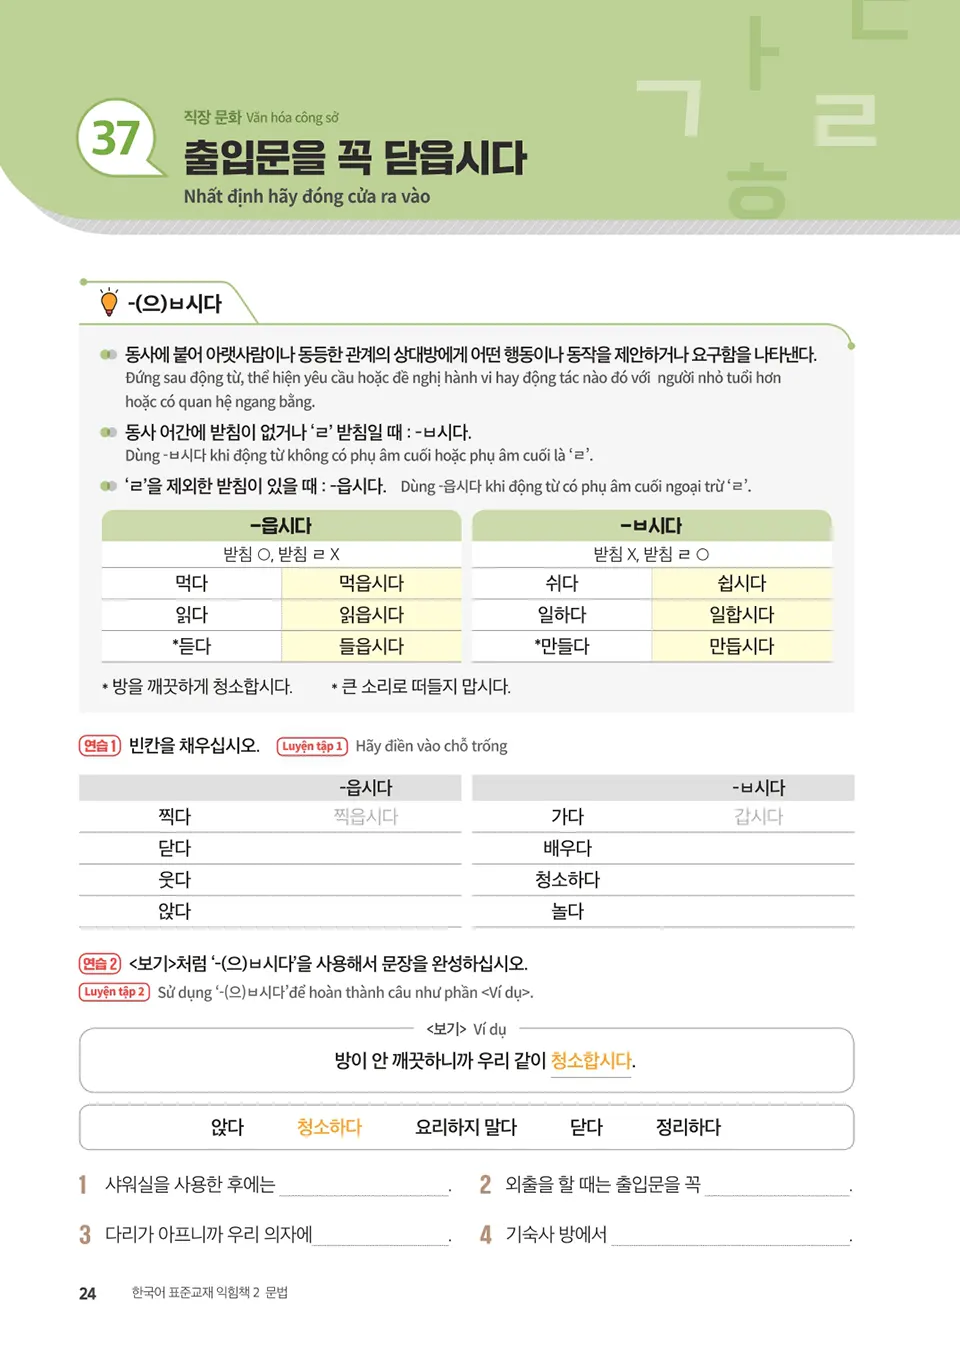 37
직장 문화 Văn hóa công sở
출입문을 꼭 닫읍시다
Nhất định hãy đóng cửa ra vào
ㄱ ㅏ ㄷ ㄹ ㅎ
-(으)ㅂ시다
동사에 붙어 아랫사람이나 동등한 관계의 상대방에게 어떤 행동이나 동작을 제안하거나 요구함을 나타낸다.
Đứng sau động từ, thể hiện yêu cầu hoặc đề nghị hành vi hay động tác nào đó với người nhỏ tuổi hơn
hoặc có quan hệ ngang bằng.
동사 어간에 받침이 없거나 ‘ㄹ’ 받침일 때 : -ㅂ시다.
Dùng -ㅂ시다 khi động từ không có phụ âm cuối hoặc phụ âm cuối là ‘ㄹ’.
‘ㄹ’을 제외한 받침이 있을 때 : -읍시다. Dùng -읍시다 khi động từ có phụ âm cuối ngoại trừ ‘ㄹ’.
-읍시다 -ㅂ시다
받침 O, 받침 ㄹ X 받침 X, 받침 ㄹ O
먹다 먹읍시다 쉬다 쉽시다
읽다 읽읍시다 일하다 일합시다
*듣다 들읍시다 *만들다 만듭시다
* 방을 깨끗하게 청소합시다. * 큰 소리로 떠들지 맙시다.
연습 1 빈칸을 채우십시오. Luyện tập 1 Hãy điền vào chỗ trống
-읍시다 -ㅂ시다
찍다 찍읍시다 가다 갑시다
닫다 배우다
웃다 청소하다
앉다 놀다
연습 2 <보기>처럼 ‘-(으)ㅂ시다’을 사용해서 문장을 완성하십시오.
Luyện tập 2 Sử dụng ‘-(으)ㅂ시다’để hoàn thành câu như phần <Ví dụ>.
<보기> Ví dụ
방이 안 깨끗하니까 우리 같이 청소합시다.
앉다 청소하다 요리하지 말다 닫다 정리하다
1 샤워실을 사용한 후에는 . 2 외출을 할 때는 출입문을 꼭 .
3 다리가 아프니까 우리 의자에 . 4 기숙사 방에서 .
24 한국어 표준교재 익힘책 2 문법